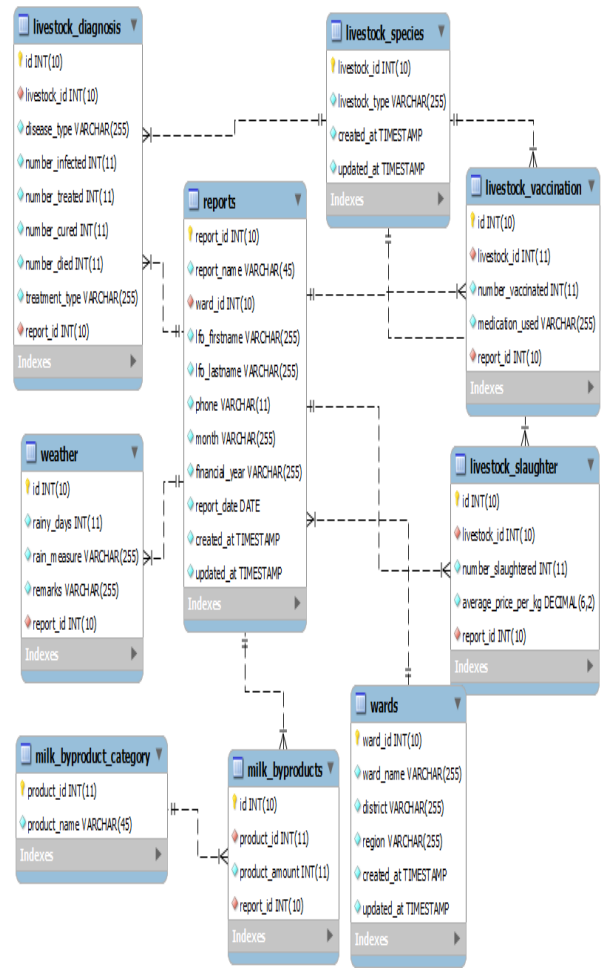 livestock_diagnosis
id INT(10)
livestock_id INT(10)
disease_type VARCHAR(255)
number_infected INT(11)
number_treated INT(11)
number_cured INT(11)
number_died INT(11)
treatment_type VARCHAR(255)
report_id INT(10)
Indexes
livestock_species
livestock_id INT(10)
livestock_type VARCHAR(255)
created_at TIMESTAMP
updated_at TIMESTAMP
Indexes
livestock_vaccination
id INT(10)
livestock_id INT(11)
number_vaccinated INT(11)
medication_used VARCHAR(255)
report_id INT(10)
Indexes
reports
report_id INT(10)
report_name VARCHAR(45)
ward_id INT(10)
lfo_firstname VARCHAR(255)
lfo_lastname VARCHAR(255)
phone VARCHAR(11)
month VARCHAR(255)
financial_year VARCHAR(255)
report_date DATE
created_at TIMESTAMP
updated_at TIMESTAMP
Indexes
weather
id INT(10)
rainy_days INT(11)
rain_measure VARCHAR(255)
remarks VARCHAR(255)
report_id INT(10)
Indexes
livestock_slaughter
id INT(10)
livestock_id INT(10)
number_slaughtered INT(11)
average_price_per_kg DECIMAL(6,2)
report_id INT(10)
Indexes
wards
ward_id INT(10)
ward_name VARCHAR(255)
district VARCHAR(255)
region VARCHAR(255)
created_at TIMESTAMP
updated_at TIMESTAMP
Indexes
milk_byproduct_category
product_id INT(11)
product_name VARCHAR(45)
Indexes
milk_byproducts
id INT(10)
product_id INT(11)
product_amount INT(11)
report_id INT(10)
Indexes